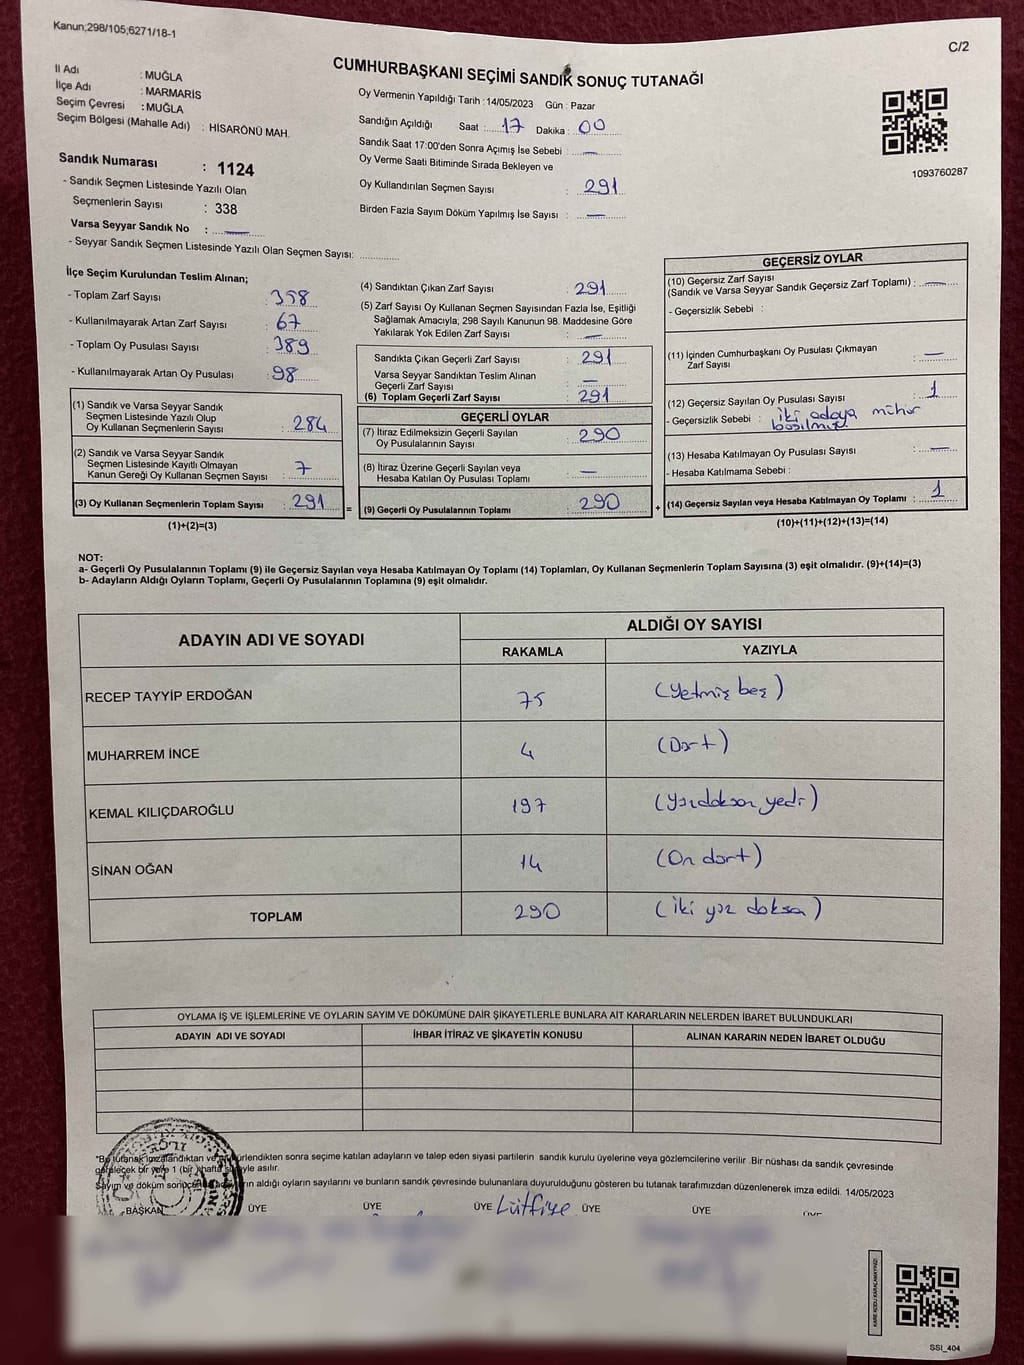 Kanun;298/105;6271/18-1
C/2
CUMHURBAŞKANI SEÇİMİ SANDIK SONUÇ TUTANAĞI
İl Adı : MUĞLA
İlçe Adı : MARMARİS
Seçim Çevresi : MUĞLA
Seçim Bölgesi (Mahalle Adı) : HİSARÖNÜ MAH.
Oy Vermenin Yapıldığı Tarih : 14/05/2023 Gün : Pazar
Sandığın Açıldığı Saat : 17 Dakika : 00
Sandık Saat 17:00'den Sonra Açımış İse Sebebi : —
Oy Verme Saati Bitiminde Sırada Bekleyen ve
Oy Kullandırılan Seçmen Sayısı : 291
Birden Fazla Sayım Döküm Yapılmış İse Sayısı : —
1093760287
Sandık Numarası : 1124
- Sandık Seçmen Listesinde Yazılı Olan
Seçmenlerin Sayısı : 338
Varsa Seyyar Sandık No : —
- Seyyar Sandık Seçmen Listesinde Yazılı Olan Seçmen Sayısı: ............
İlçe Seçim Kurulundan Teslim Alınan;
- Toplam Zarf Sayısı : 358
- Kullanılmayarak Artan Zarf Sayısı : 67
- Toplam Oy Pusulası Sayısı : 389
- Kullanılmayarak Artan Oy Pusulası : 98
(1) Sandık ve Varsa Seyyar Sandık
Seçmen Listesinde Yazılı Olup
Oy Kullanan Seçmenlerin Sayısı : 284
(2) Sandık ve Varsa Seyyar Sandık
Seçmen Listesinde Kayıtlı Olmayan
Kanun Gereği Oy Kullanan Seçmen Sayısı : 7
(3) Oy Kullanan Seçmenlerin Toplam Sayısı : 291
(1)+(2)=(3)
(4) Sandıktan Çıkan Zarf Sayısı : 291
(5) Zarf Sayısı Oy Kullanan Seçmen Sayısından Fazla İse, Eşitliği
Sağlamak Amacıyla; 298 Sayılı Kanunun 98. Maddesine Göre
Yakılarak Yok Edilen Zarf Sayısı : —
Sandıkta Çıkan Geçerli Zarf Sayısı : 291
Varsa Seyyar Sandıktan Teslim Alınan
Geçerli Zarf Sayısı : —
(6) Toplam Geçerli Zarf Sayısı : 291
=
GEÇERLİ OYLAR
(7) İtiraz Edilmeksizin Geçerli Sayılan
Oy Pusulalarının Sayısı : 290
(8) İtiraz Üzerine Geçerli Sayılan veya
Hesaba Katılan Oy Pusulası Toplamı : —
(9) Geçerli Oy Pusulalarının Toplamı : 290
+
GEÇERSİZ OYLAR
(10) Geçersiz Zarf Sayısı
(Sandık ve Varsa Seyyar Sandık Geçersiz Zarf Toplamı) : —
- Geçersizlik Sebebi :
(11) İçinden Cumhurbaşkanı Oy Pusulası Çıkmayan
Zarf Sayısı : —
(12) Geçersiz Sayılan Oy Pusulası Sayısı : 1
- Geçersizlik Sebebi : iki adaya mühür
basılmış
(13) Hesaba Katılmayan Oy Pusulası Sayısı : —
- Hesaba Katılmama Sebebi :
(14) Geçersiz Sayılan veya Hesaba Katılmayan Oy Toplamı : 1
(10)+(11)+(12)+(13)=(14)
NOT:
a- Geçerli Oy Pusulalarının Toplamı (9) ile Geçersiz Sayılan veya Hesaba Katılmayan Oy Toplamı (14) Toplamları, Oy Kullanan Seçmenlerin Toplam Sayısına (3) eşit olmalıdır. (9)+(14)=(3)
b- Adayların Aldığı Oyların Toplamı, Geçerli Oy Pusulalarının Toplamına (9) eşit olmalıdır.
ADAYIN ADI VE SOYADI
ALDIĞI OY SAYISI
RAKAMLA YAZIYLA
RECEP TAYYİP ERDOĞAN 75 (Yetmiş beş)
MUHARREM İNCE 4 (Dört)
KEMAL KILIÇDAROĞLU 197 (Yüzdoksan yedi)
SİNAN OĞAN 14 (On dört)
TOPLAM 290 (iki yüz doksa)
OYLAMA İŞ VE İŞLEMLERİNE VE OYLARIN SAYIM VE DÖKÜMÜNE DAİR ŞİKAYETLERLE BUNLARA AİT KARARLARIN NELERDEN İBARET BULUNDUKLARI
ADAYIN ADI VE SOYADI İHBAR İTİRAZ VE ŞİKAYETİN KONUSU ALINAN KARARIN NEDEN İBARET OLDUĞU
"Bu tutanak imzalandıktan ve mühürlendikten sonra seçime katılan adayların ve talep eden siyasi partilerin sandık kurulu üyelerine veya gözlemcilerine verilir .Bir nüshası da sandık çevresinde
görülecek bir yere 1 (bir) hafta süreyle asılır.
Sayım ve döküm aldığı oyların sayılarını ve bunların sandık çevresinde bulunanlara duyurulduğunu gösteren bu tutanak tarafımızdan düzenlenerek imza edildi. 14/05/2023
BAŞKAN ÜYE ÜYE ÜYE Lütfiye ÜYE ÜYE ÜYE
SSİ_404